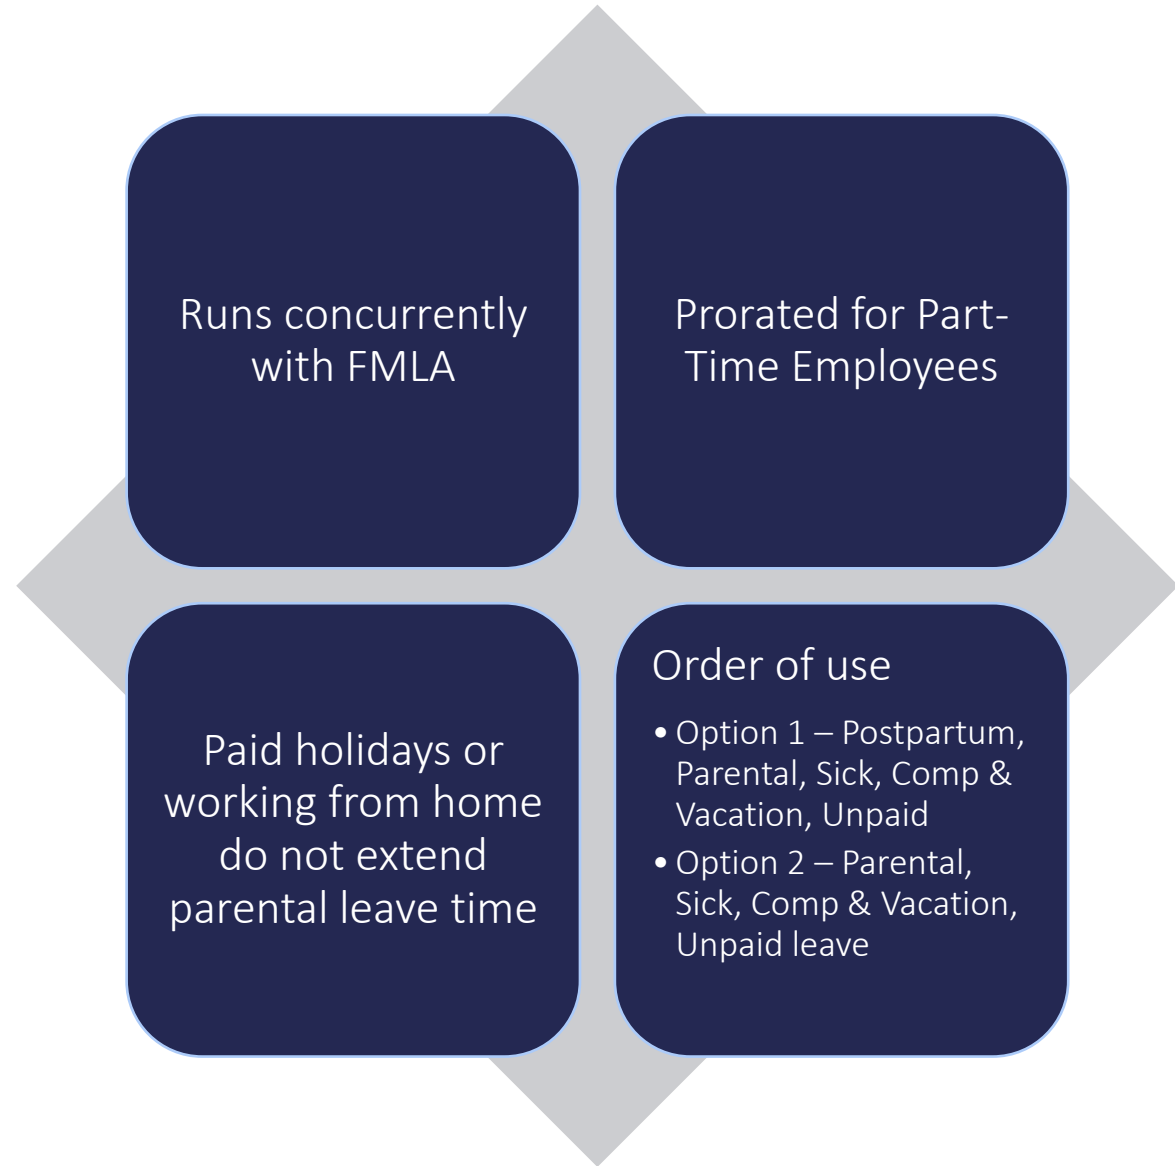 Runs concurrently
with FMLA
Prorated for Part-
Time Employees
Paid holidays or
working from home
do not extend
parental leave time
Order of use
• Option 1 – Postpartum,
Parental, Sick, Comp &
Vacation, Unpaid
• Option 2 – Parental,
Sick, Comp & Vacation,
Unpaid leave